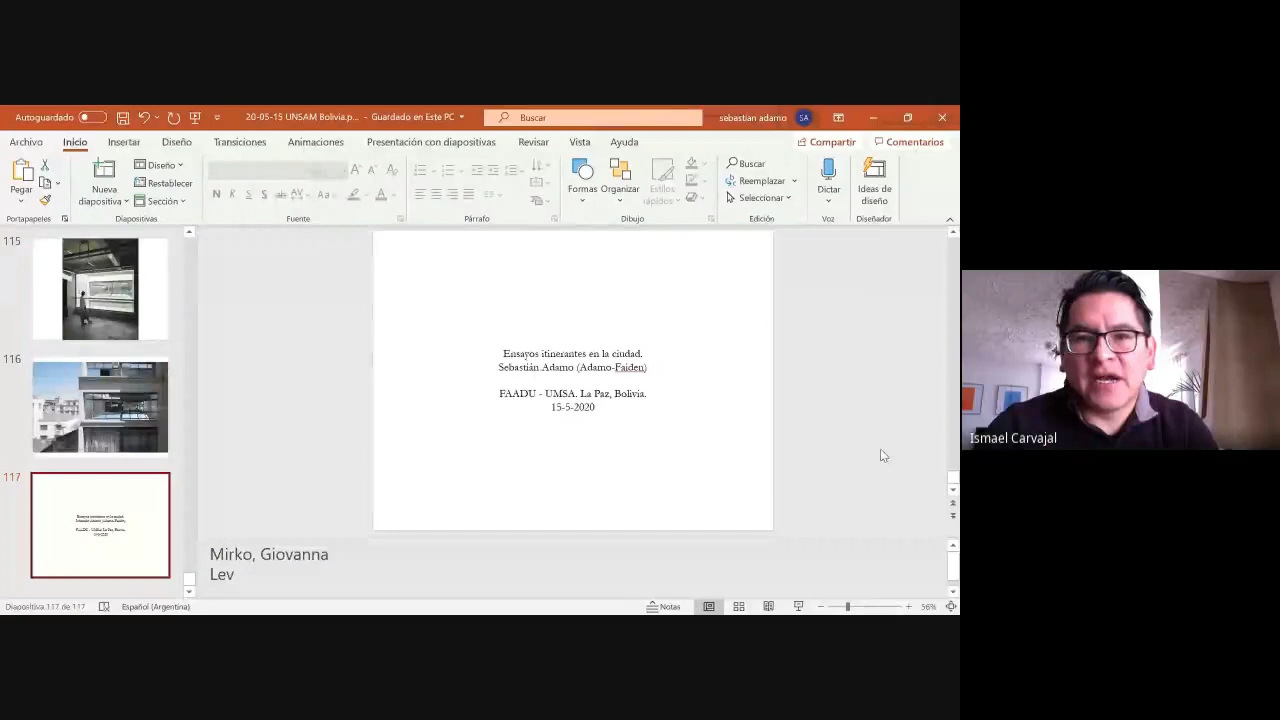 Autoguardado
20-05-15 UNSAM Bolivia.p... - Guardado en Este PC
Buscar
sebastian adamo
SA
Archivo Inicio Insertar Diseño Transiciones Animaciones Presentación con diapositivas Revisar Vista Ayuda
Compartir Comentarios
Pegar
Nueva diapositiva
Diseño
Restablecer
Sección
N K S S ab AV Aa A A
Formas Organizar Estilos rápidos
Buscar
Reemplazar
Seleccionar
Dictar
Ideas de diseño
Portapapeles Diapositivas Fuente Párrafo Dibujo Edición Voz Diseñador
115
116
117
Ensayos itinerantes en la ciudad.
Sebastián Adamo (Adamo-Faiden)
FAADU - UMSA. La Paz, Bolivia.
15-5-2020
Mirko, Giovanna
Lev
Diapositiva 117 de 117 Español (Argentina) Notas 56%
Ismael Carvajal